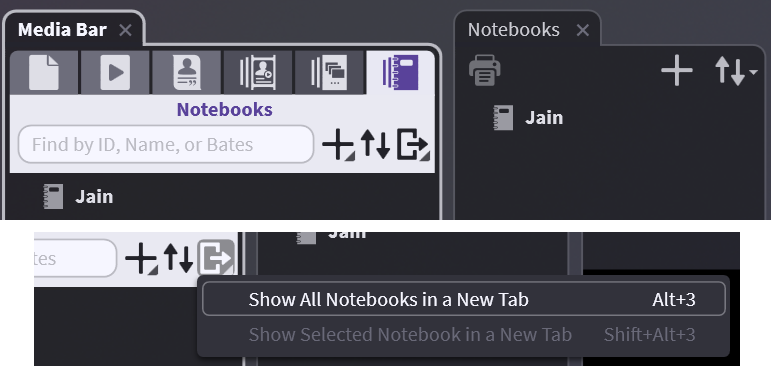 Media Bar
Notebooks
Notebooks
Find by ID, Name, or Bates
Jain
Jain
tes
Jain
Show All Notebooks in a New Tab Alt+3
Show Selected Notebook in a New Tab Shift+Alt+3